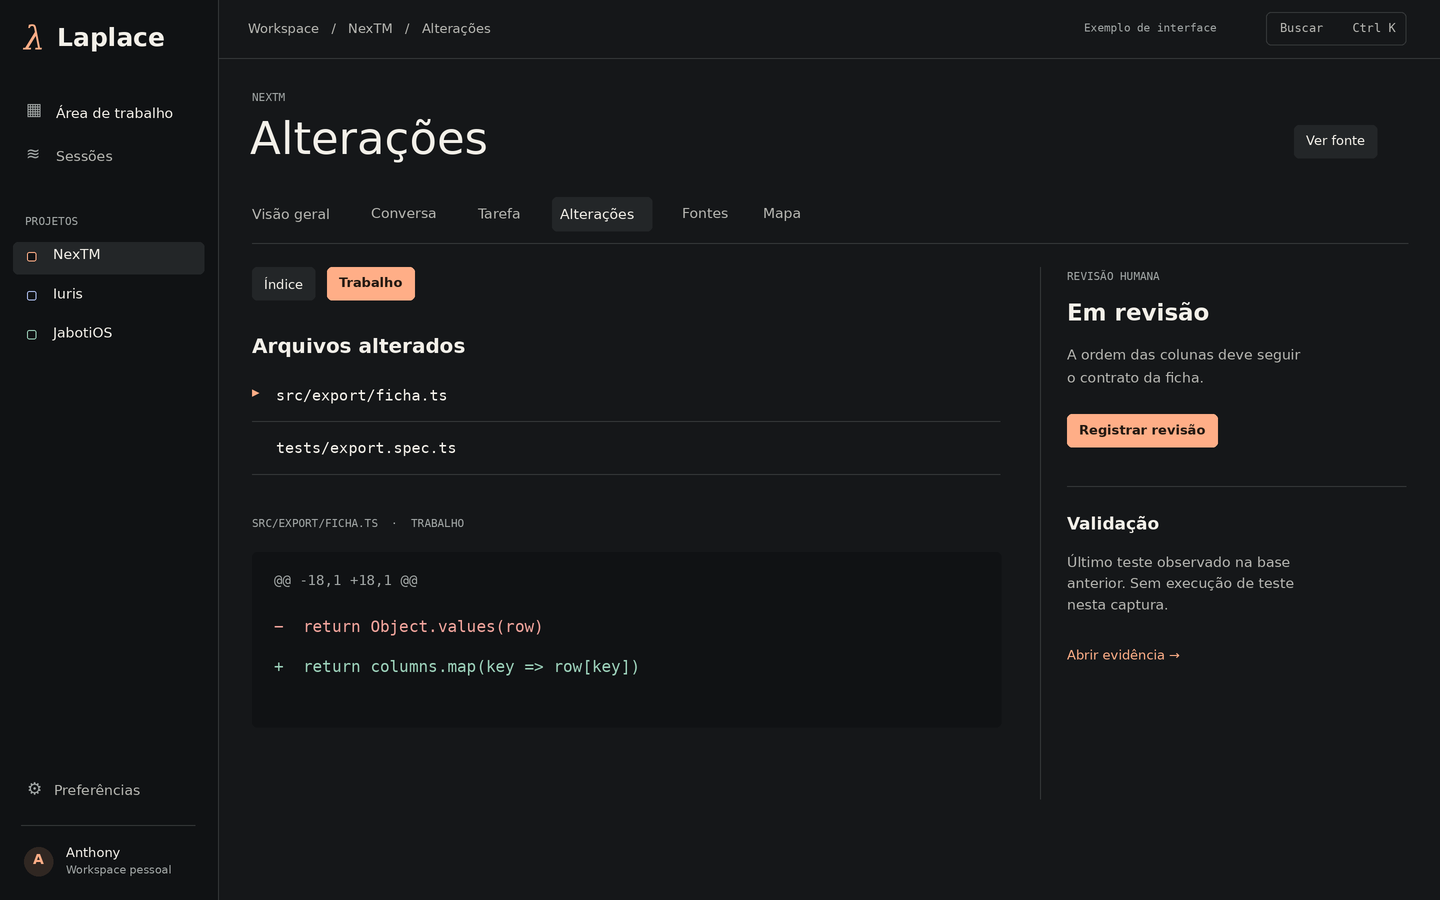 λ Laplace
Área de trabalho
Sessões
PROJETOS
NexTM
Iuris
JabotiOS
Preferências
A
Anthony
Workspace pessoal
Workspace / NexTM / Alterações
Exemplo de interface
Buscar Ctrl K
NEXTM
Alterações
Ver fonte
Visão geral Conversa Tarefa Alterações Fontes Mapa
Índice Trabalho
Arquivos alterados
src/export/ficha.ts
tests/export.spec.ts
SRC/EXPORT/FICHA.TS · TRABALHO
@@ -18,1 +18,1 @@
− return Object.values(row)
+ return columns.map(key => row[key])
REVISÃO HUMANA
Em revisão
A ordem das colunas deve seguir
o contrato da ficha.
Registrar revisão
Validação
Último teste observado na base
anterior. Sem execução de teste
nesta captura.
Abrir evidência →